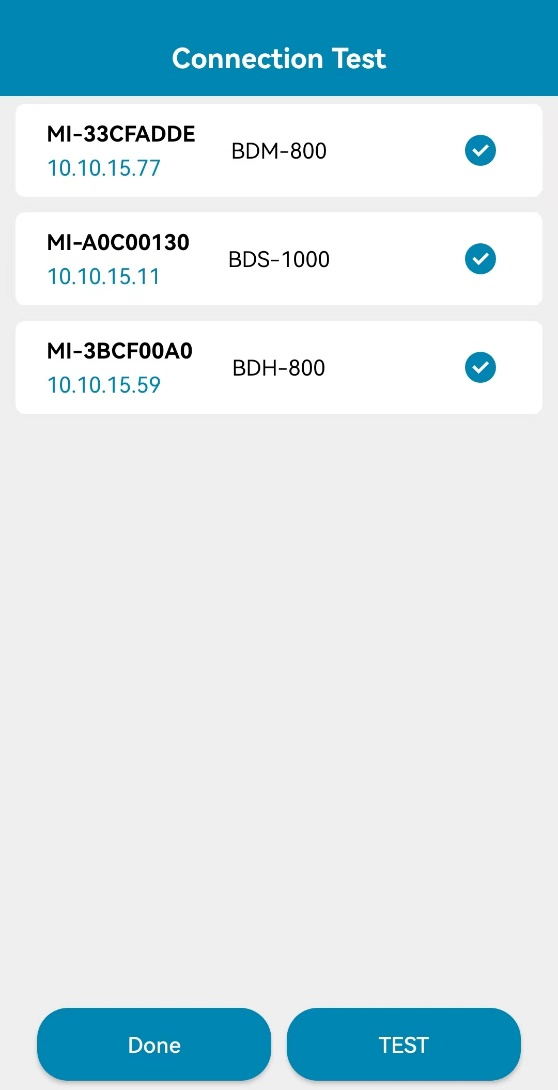 Connection Test
MI-33CFADDE
BDM-800
10.10.15.77
MI-A0C00130
BDS-1000
10.10.15.11
MI-3BCF00A0
BDH-800
10.10.15.59
Done
TEST